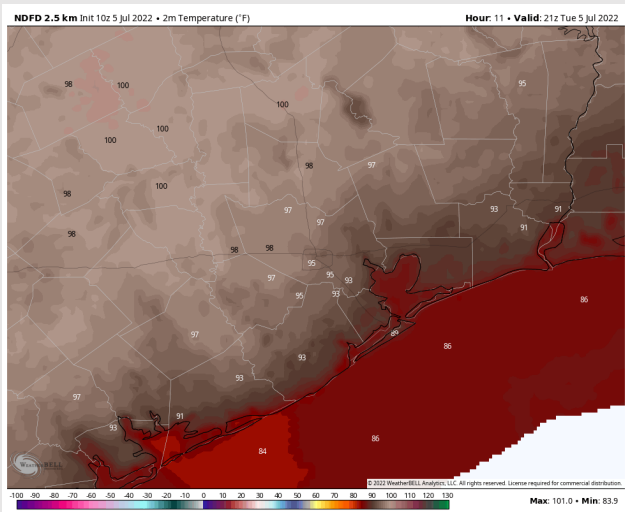 NDFD 2.5 km Init 10z 5 Jul 2022 • 2m Temperature (°F) Hour: 11 • Valid: 21z Tue 5 Jul 2022
98 100 95
100
100
100
98 97
98 100
97 93 91
97 91
98
98 98
95
97 95 93
95 93 86
97 89
86
93
93
97
91
93
86
84
WeatherBELL
© 2022 WeatherBELL Analytics, LLC. All rights reserved. License required for commercial distribution.
-100 -90 -80 -70 -60 -50 -40 -30 -20 -10 0 10 20 30 40 50 60 70 80 90 100 110 120 130
Max: 101.0 • Min: 83.9